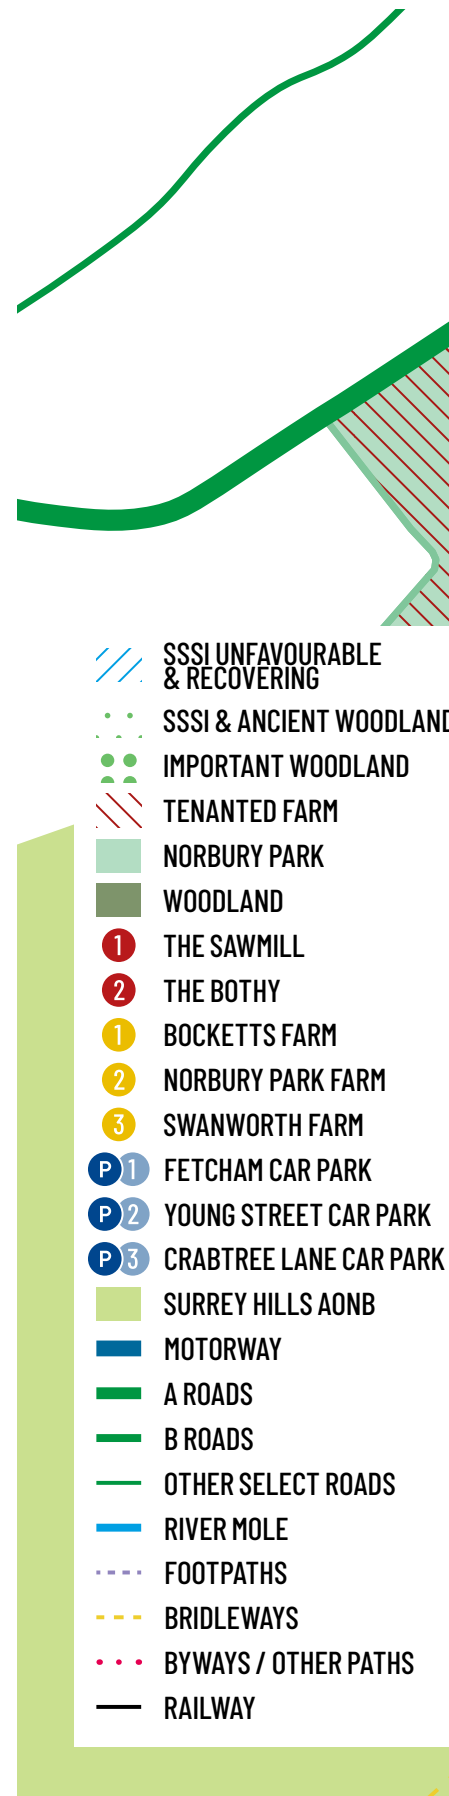 SSSI UNFAVOURABLE
& RECOVERING
SSSI & ANCIENT WOODLAND
IMPORTANT WOODLAND
TENANTED FARM
NORBURY PARK
WOODLAND
1 THE SAWMILL
2 THE BOTHY
1 BOCKETTS FARM
2 NORBURY PARK FARM
3 SWANWORTH FARM
P 1 FETCHAM CAR PARK
P 2 YOUNG STREET CAR PARK
P 3 CRABTREE LANE CAR PARK
SURREY HILLS AONB
MOTORWAY
A ROADS
B ROADS
OTHER SELECT ROADS
RIVER MOLE
FOOTPATHS
BRIDLEWAYS
BYWAYS / OTHER PATHS
RAILWAY